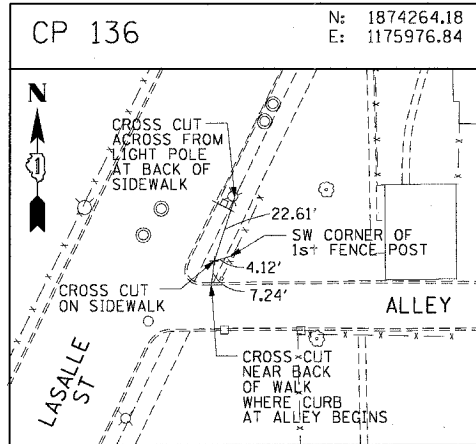 CP 136
N: 1874264.18
E: 1175976.84
N
CROSS CUT
ACROSS FROM
LIGHT POLE
AT BACK OF
SIDEWALK
22.61'
SW CORNER OF
1st FENCE POST
4.12'
7.24'
CROSS CUT
ON SIDEWALK
ALLEY
LASALLE
ST
CROSS CUT
NEAR BACK
OF WALK
WHERE CURB
AT ALLEY BEGINS